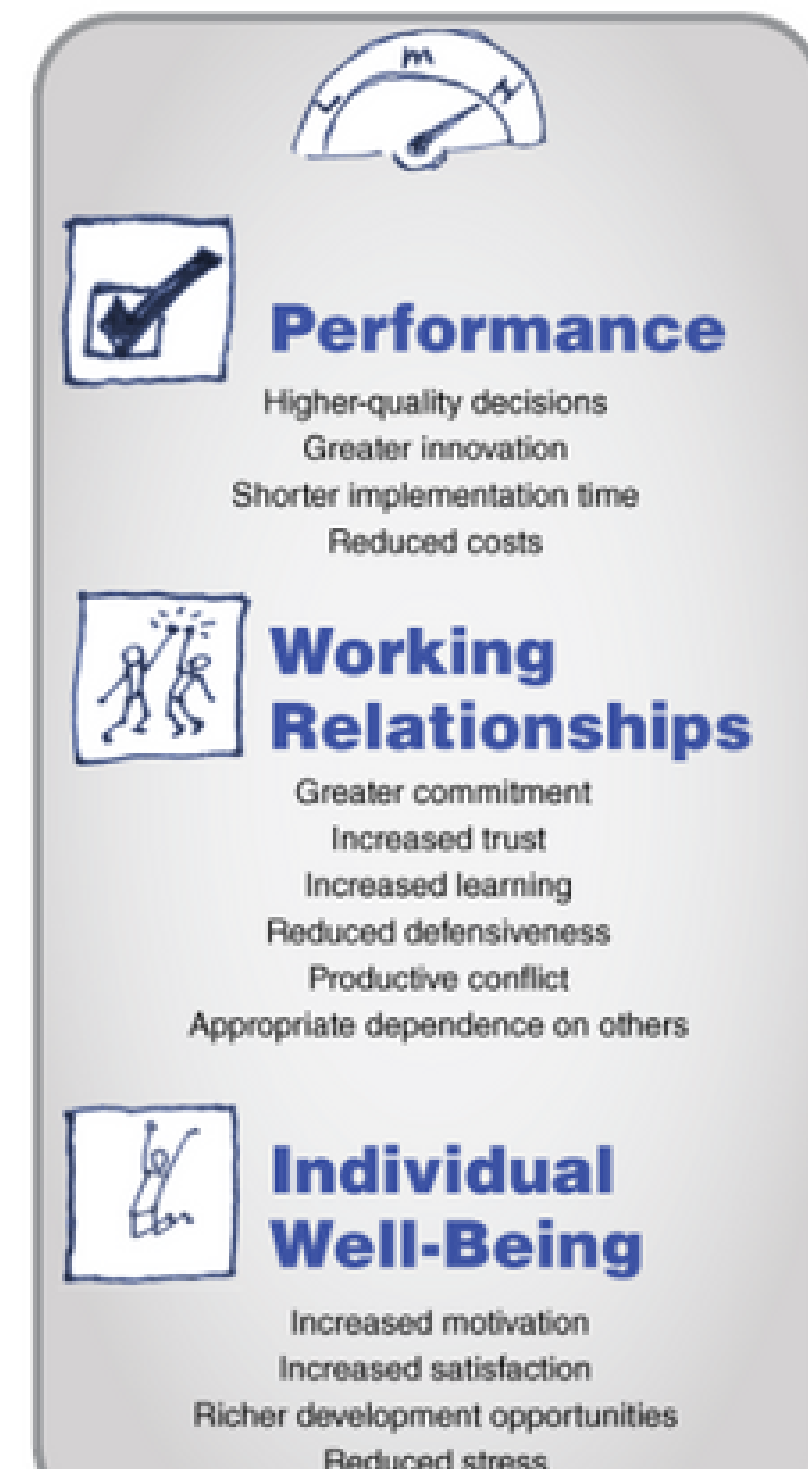 L m H
Performance
Higher-quality decisions
Greater innovation
Shorter implementation time
Reduced costs
Working
Relationships
Greater commitment
Increased trust
Increased learning
Reduced defensiveness
Productive conflict
Appropriate dependence on others
Individual
Well-Being
Increased motivation
Increased satisfaction
Richer development opportunities
Reduced stress